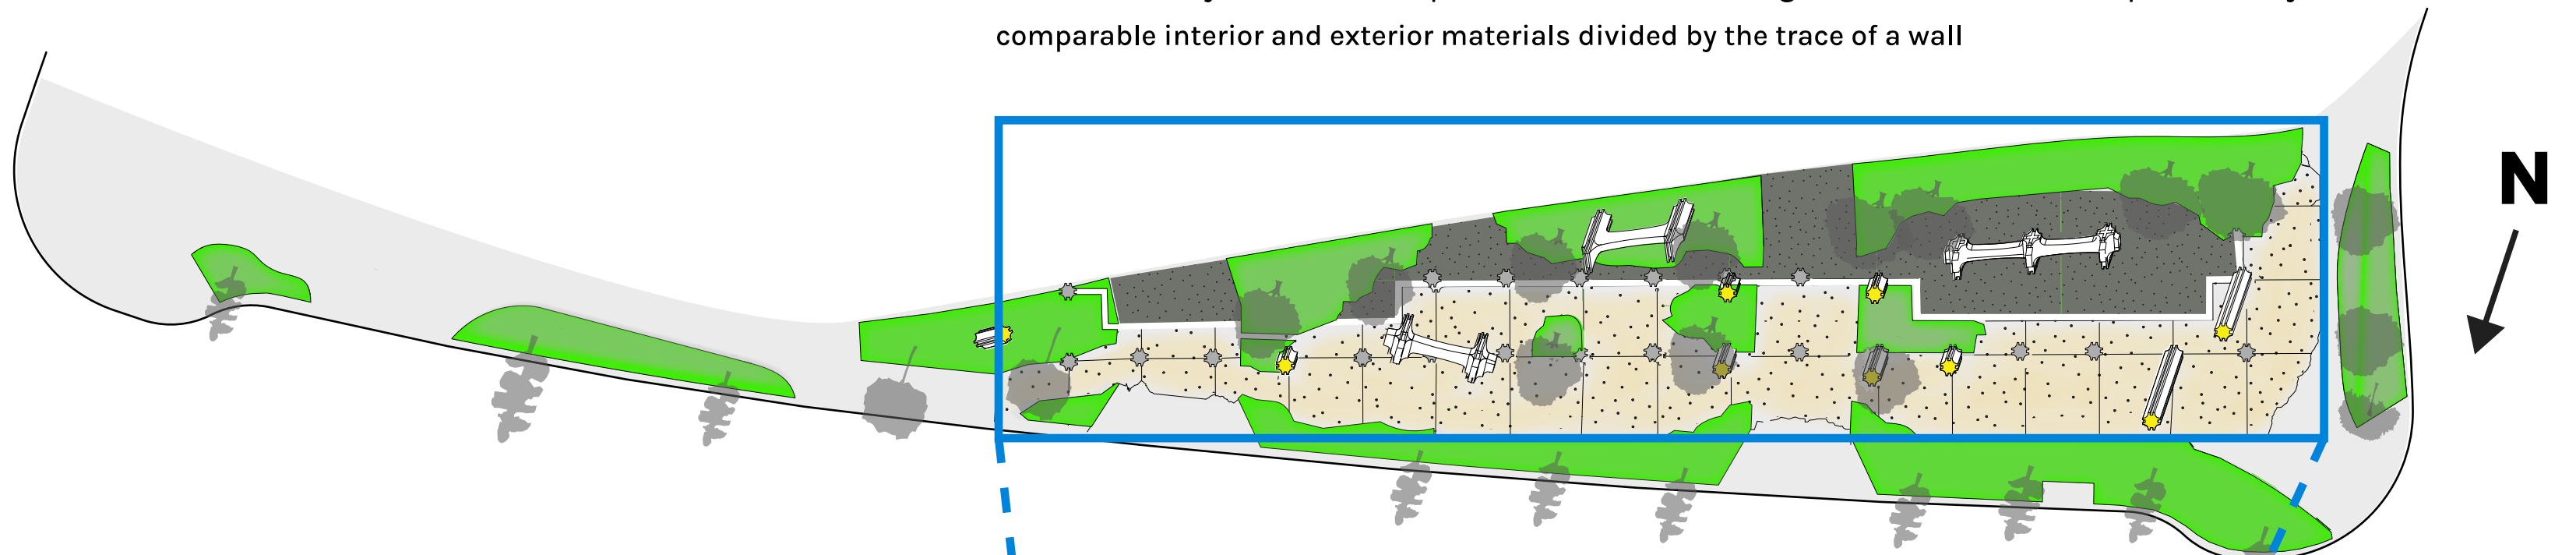 comparable interior and exterior materials divided by the trace of a wall
N